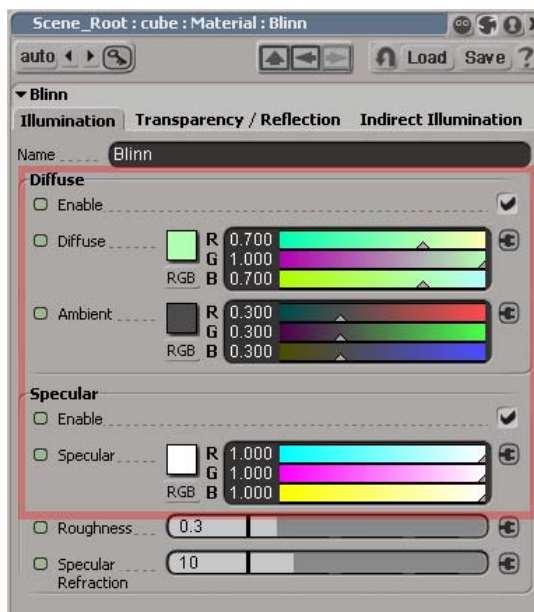 Scene_Root : cube : Material : Blinn
auto Load Save ?
Blinn
Illumination Transparency / Reflection Indirect Illumination
Name Blinn
Diffuse
Enable
Diffuse R 0.700
G 1.000
RGB B 0.700
Ambient R 0.300
G 0.300
RGB B 0.300
Specular
Enable
Specular R 1.000
G 1.000
RGB B 1.000
Roughness 0.3
Specular 10
Refraction